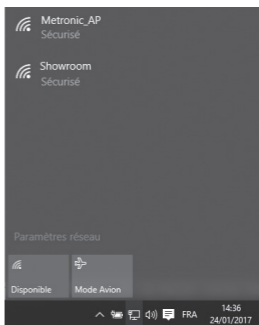 Metronic_AP
Sécurisé
Showroom
Sécurisé
Paramètres réseau
Disponible
Mode Avion
FRA
14:36
24/01/2017